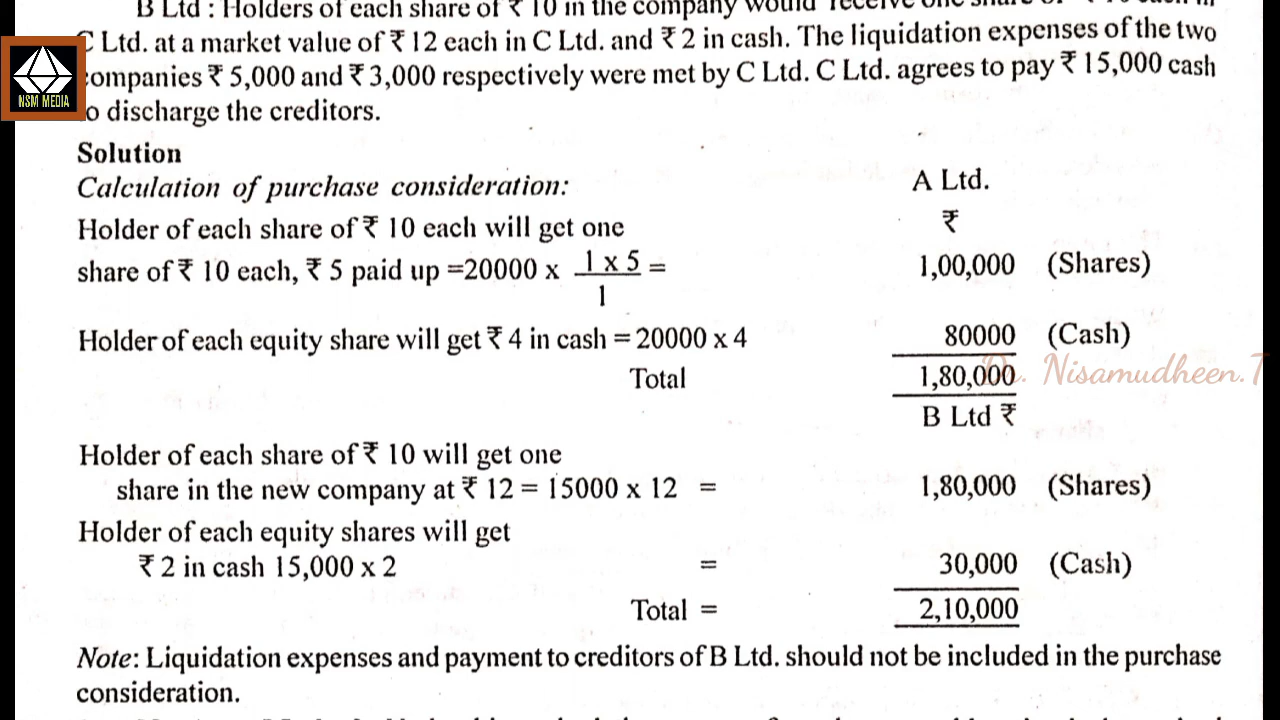 B Ltd : Holders of each share of ₹ 10 in the company would receive one share of ₹ 10 each in
C Ltd. at a market value of ₹ 12 each in C Ltd. and ₹ 2 in cash. The liquidation expenses of the two
companies ₹ 5,000 and ₹ 3,000 respectively were met by C Ltd. C Ltd. agrees to pay ₹ 15,000 cash
NSM MEDIA
to discharge the creditors.
Solution
Calculation of purchase consideration: A Ltd.
Holder of each share of ₹ 10 each will get one ₹
share of ₹ 10 each, ₹ 5 paid up =20000 x 1 x 5 = 1,00,000 (Shares)
1
Holder of each equity share will get ₹ 4 in cash = 20000 x 4 80000 (Cash)
Total 1,80,000
Dr. Nisamudheen.T
B Ltd ₹
Holder of each share of ₹ 10 will get one
share in the new company at ₹ 12 = 15000 x 12 = 1,80,000 (Shares)
Holder of each equity shares will get
₹ 2 in cash 15,000 x 2 = 30,000 (Cash)
Total = 2,10,000
Note: Liquidation expenses and payment to creditors of B Ltd. should not be included in the purchase
consideration.